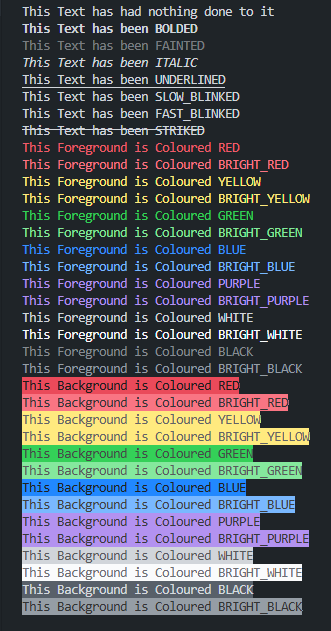 This Text has had nothing done to it
This Text has been BOLDED
This Text has been FAINTED
This Text has been ITALIC
This Text has been UNDERLINED
This Text has been SLOW_BLINKED
This Text has been FAST_BLINKED
This Text has been STRIKED
This Foreground is Coloured RED
This Foreground is Coloured BRIGHT_RED
This Foreground is Coloured YELLOW
This Foreground is Coloured BRIGHT_YELLOW
This Foreground is Coloured GREEN
This Foreground is Coloured BRIGHT_GREEN
This Foreground is Coloured BLUE
This Foreground is Coloured BRIGHT_BLUE
This Foreground is Coloured PURPLE
This Foreground is Coloured BRIGHT_PURPLE
This Foreground is Coloured WHITE
This Foreground is Coloured BRIGHT_WHITE
This Foreground is Coloured BLACK
This Foreground is Coloured BRIGHT_BLACK
This Background is Coloured RED
This Background is Coloured BRIGHT_RED
This Background is Coloured YELLOW
This Background is Coloured BRIGHT_YELLOW
This Background is Coloured GREEN
This Background is Coloured BRIGHT_GREEN
This Background is Coloured BLUE
This Background is Coloured BRIGHT_BLUE
This Background is Coloured PURPLE
This Background is Coloured BRIGHT_PURPLE
This Background is Coloured WHITE
This Background is Coloured BRIGHT_WHITE
This Background is Coloured BLACK
This Background is Coloured BRIGHT_BLACK